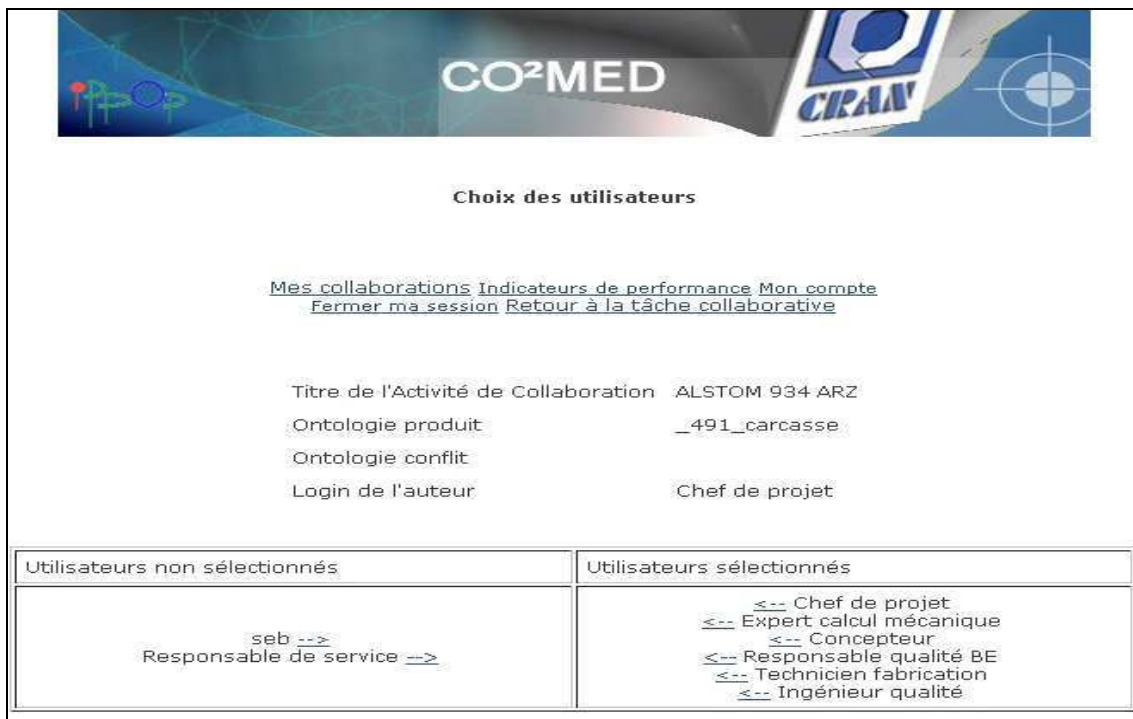 ippop
CO²MED
CRAN
Choix des utilisateurs
Mes collaborations Indicateurs de performance Mon compte
Fermer ma session Retour à la tâche collaborative
Titre de l'Activité de Collaboration ALSTOM 934 ARZ
Ontologie produit _491_carcasse
Ontologie conflit
Login de l'auteur Chef de projet
Utilisateurs non sélectionnés
seb -->
Responsable de service -->
Utilisateurs sélectionnés
<-- Chef de projet
<-- Expert calcul mécanique
<-- Concepteur
<-- Responsable qualité BE
<-- Technicien fabrication
<-- Ingénieur qualité